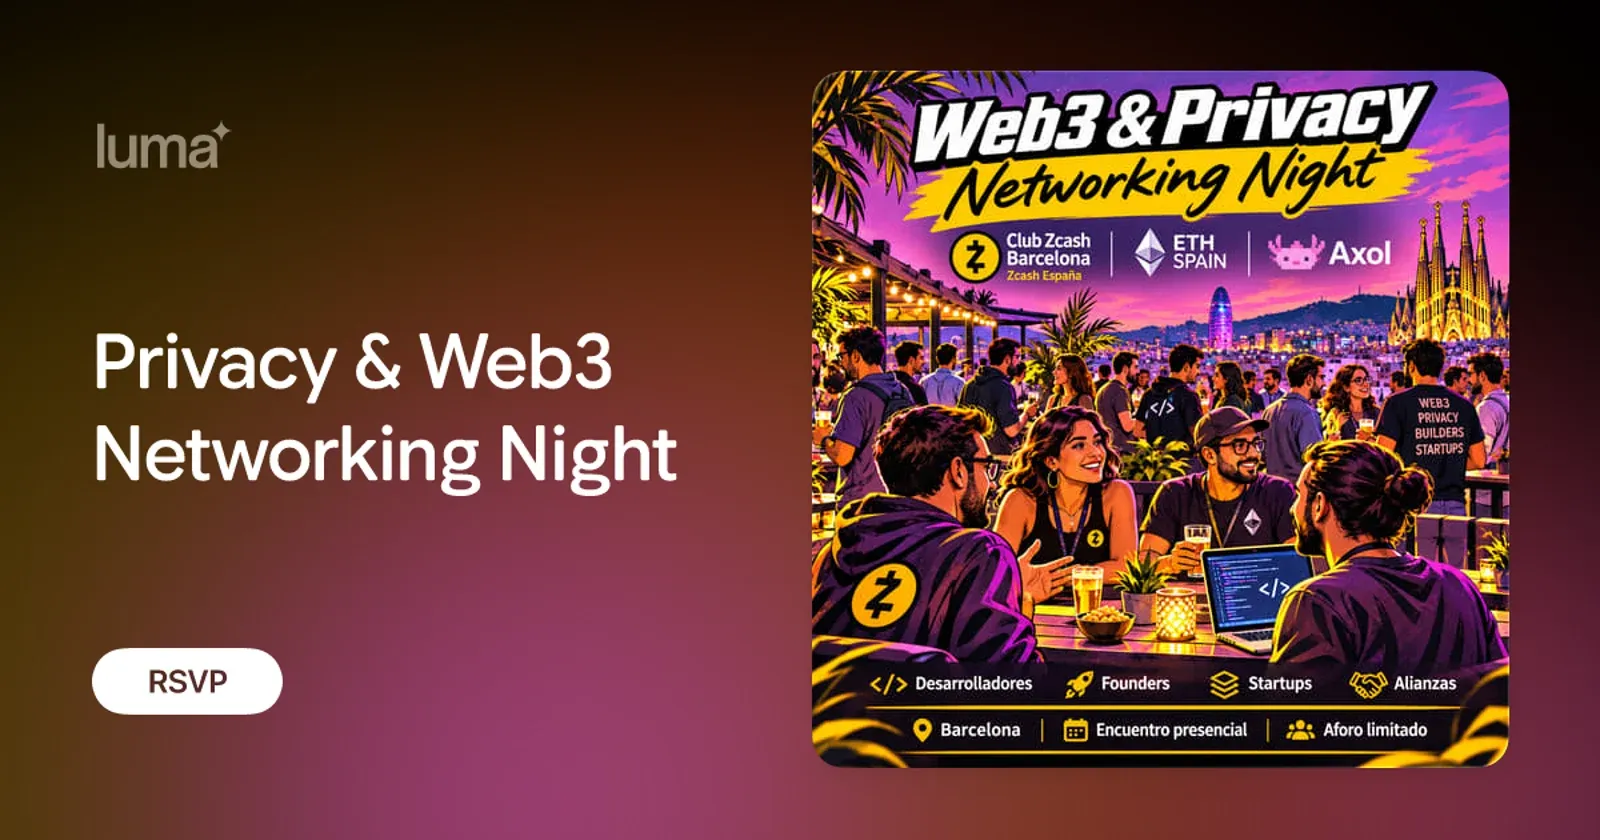 luma
Privacy & Web3
Networking Night
RSVP
Web3 & Privacy
Networking Night
Club Zcash
Barcelona
Zcash España
ETH
SPAIN
Axol
</>
WEB3
PRIVACY
BUILDERS
STARTUPS
</>
</> Desarrolladores
Founders
Startups
Alianzas
Barcelona
Encuentro presencial
Aforo limitado